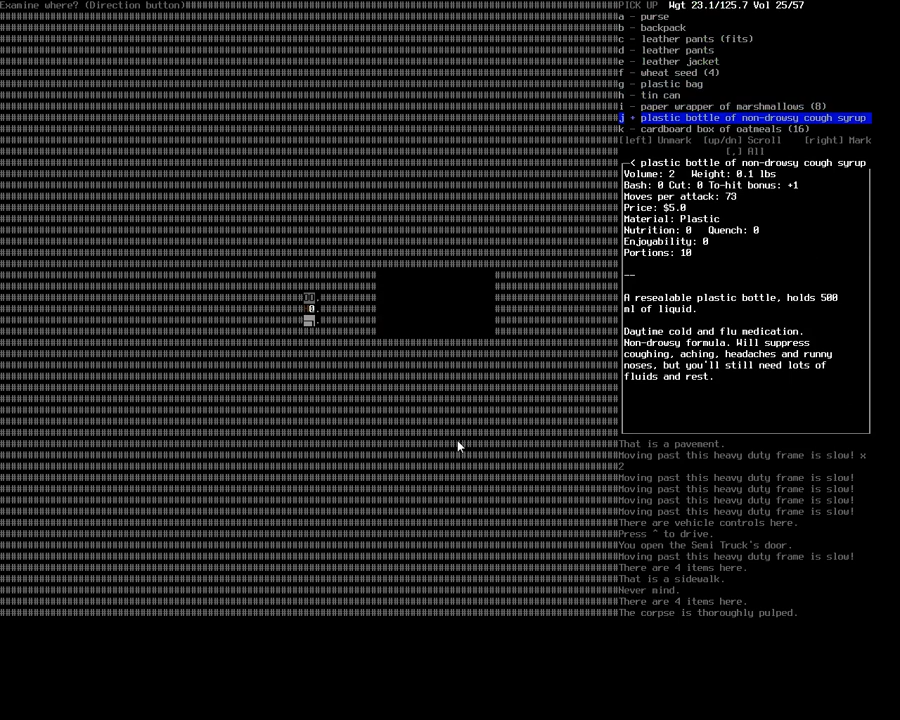 Examine where? (Direction button)
PICK UP  Wgt 23.1/125.7 Vol 25/57
a - purse
b - backpack
c - leather pants (fits)
d - leather pants
e - leather jacket
f - wheat seed (4)
g - plastic bag
h - tin can
i - paper wrapper of marshmallows (8)
j + plastic bottle of non-drowsy cough syrup
k - cardboard box of oatmeals (16)
[left] Unmark  [up/dn] Scroll    [right] Mark
[,] All
< plastic bottle of non-drowsy cough syrup
Volume: 2   Weight: 0.1 lbs
Bash: 0 Cut: 0 To-hit bonus: +1
Moves per attack: 73
Price: $5.0
Material: Plastic
Nutrition: 0   Quench: 0
Enjoyability: 0
Portions: 10
--
A resealable plastic bottle, holds 500
ml of liquid.
Daytime cold and flu medication.
Non-drowsy formula. Will suppress
coughing, aching, headaches and runny
noses, but you'll still need lots of
fluids and rest.
That is a pavement.
Moving past this heavy duty frame is slow! x
2
Moving past this heavy duty frame is slow!
Moving past this heavy duty frame is slow!
Moving past this heavy duty frame is slow!
Moving past this heavy duty frame is slow!
There are vehicle controls here.
Press ^ to drive.
You open the Semi Truck's door.
Moving past this heavy duty frame is slow!
There are 4 items here.
That is a sidewalk.
Never mind.
There are 4 items here.
The corpse is thoroughly pulped.